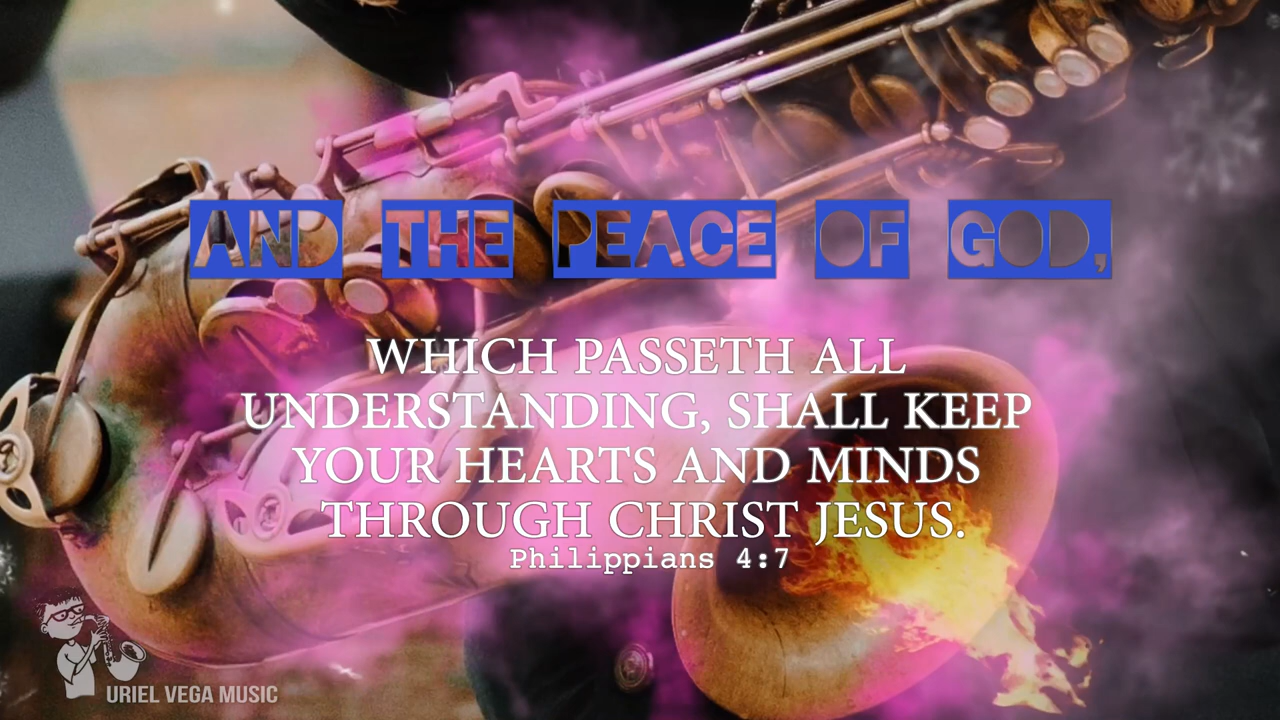 AND THE PEACE OF GOD,
WHICH PASSETH ALL
UNDERSTANDING, SHALL KEEP
YOUR HEARTS AND MINDS
THROUGH CHRIST JESUS.
Philippians 4:7
URIEL VEGA MUSIC